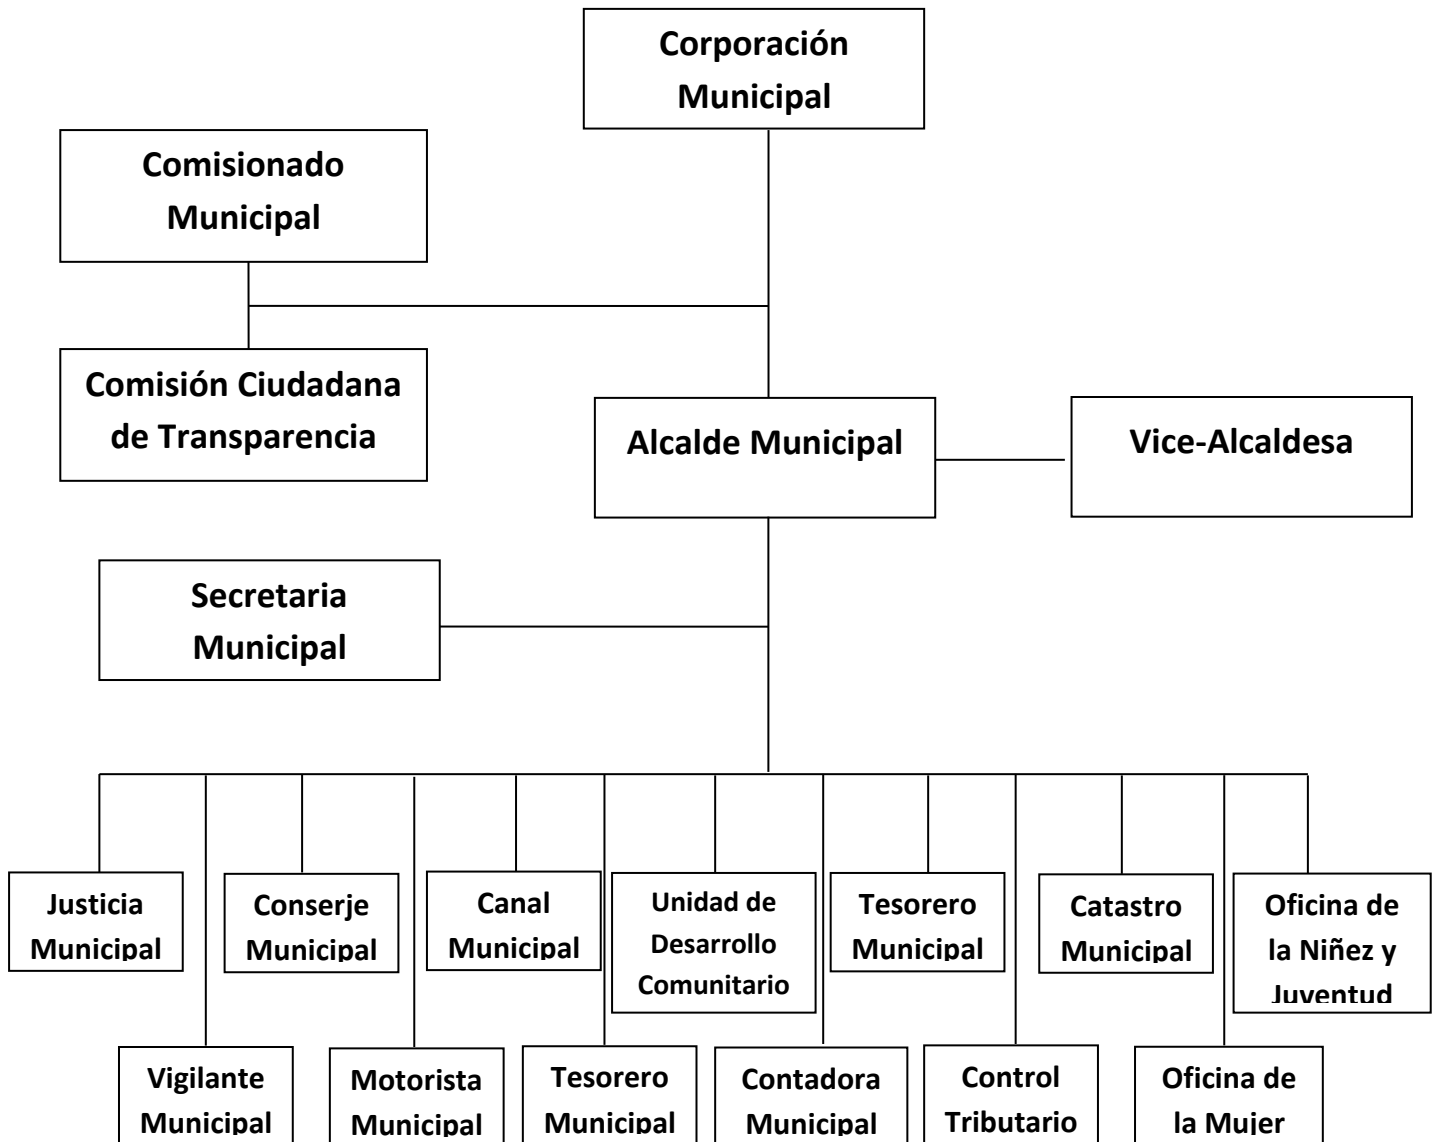 Corporación
Municipal
Comisionado
Municipal
Comisión Ciudadana
de Transparencia
Alcalde Municipal
Vice-Alcaldesa
Secretaria
Municipal
Justicia
Municipal
Conserje
Municipal
Canal
Municipal
Unidad de
Desarrollo
Comunitario
Tesorero
Municipal
Catastro
Municipal
Oficina de
la Niñez y
Juventud
Vigilante
Municipal
Motorista
Municipal
Tesorero
Municipal
Contadora
Municipal
Control
Tributario
Oficina de
la Mujer